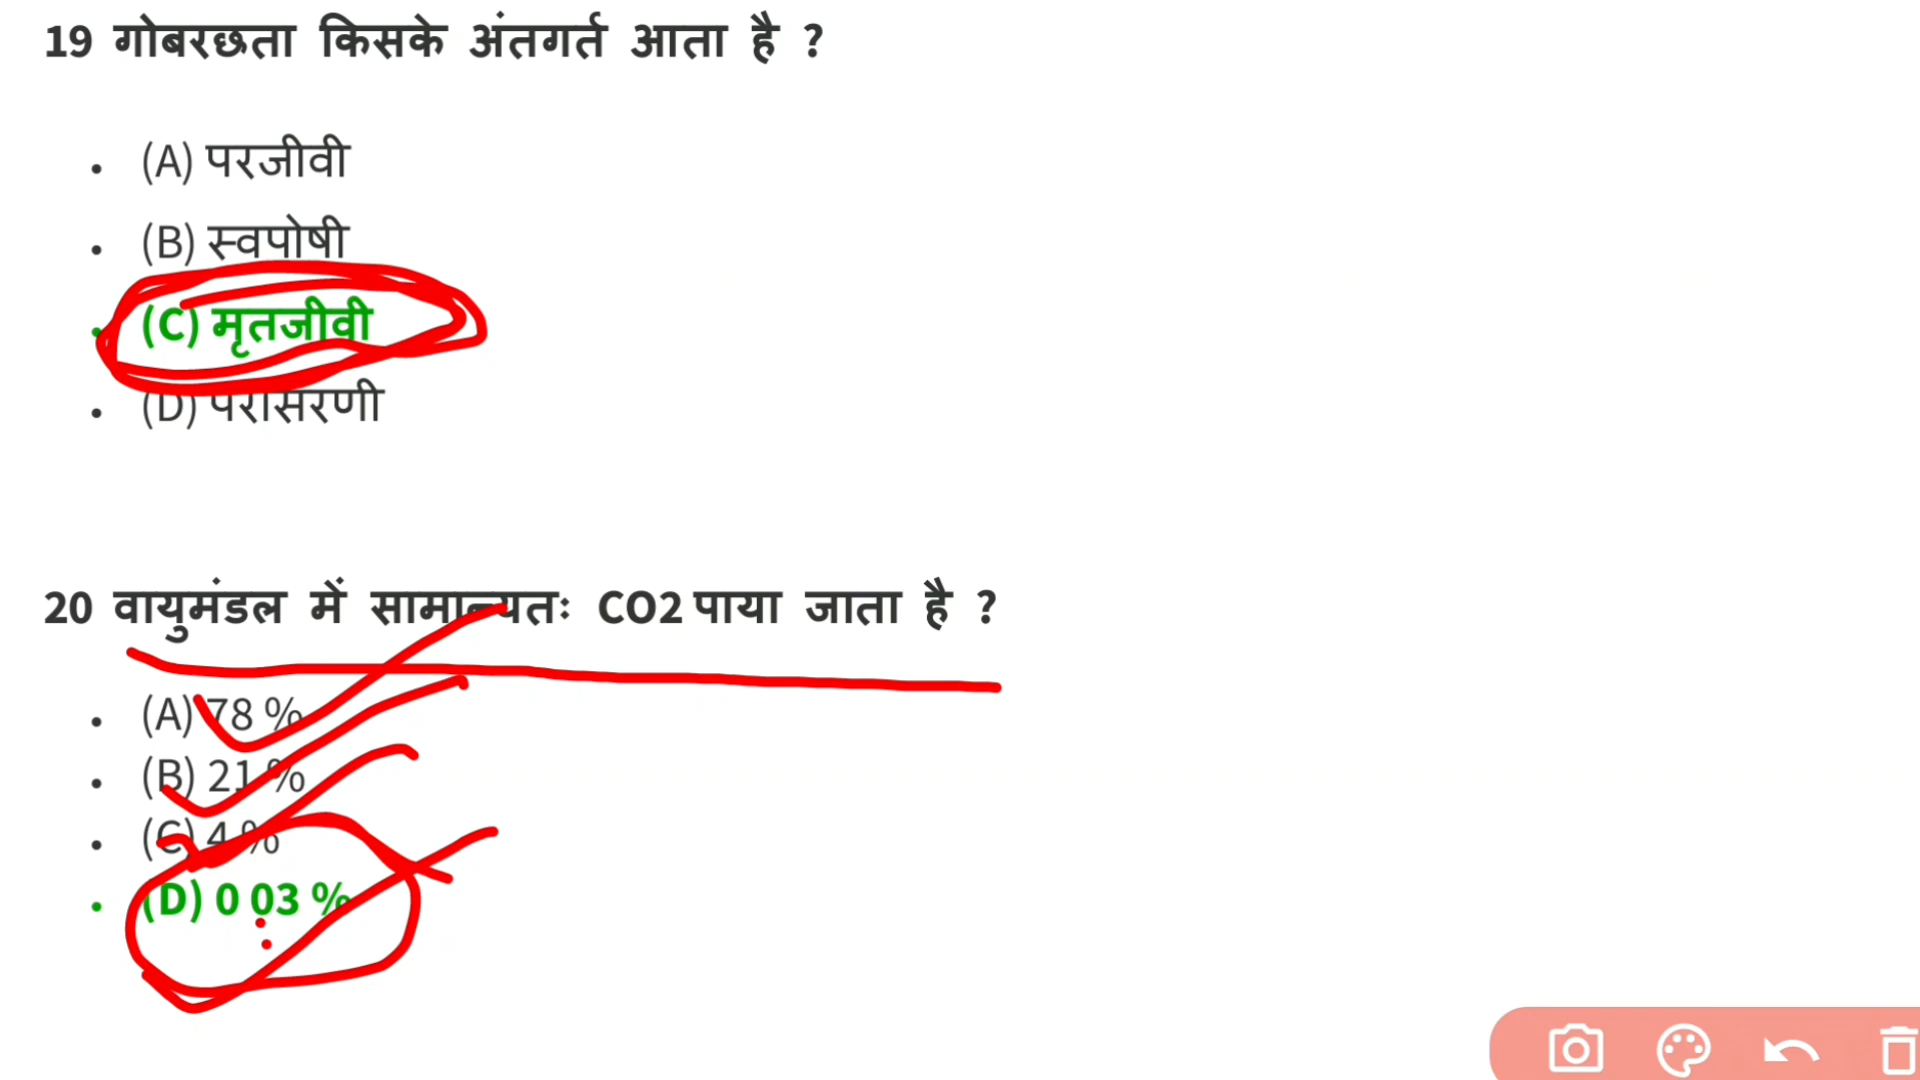 19 गोबरछता किसके अंतगर्त आता है ?
(A) परजीवी
(B) स्वपोषी
(C) मृतजीवी
(D) परासरणी
20 वायुमंडल में सामान्यतः CO2 पाया जाता है ?
(A) 78 %
(B) 21 %
(C) 4 %
(D) 0 03 %